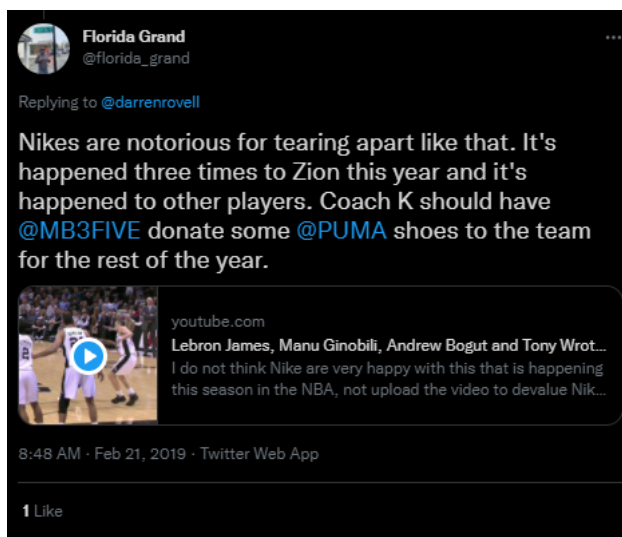 Florida Grand
@florida_grand
Replying to @darrenrovell
Nikes are notorious for tearing apart like that. It's
happened three times to Zion this year and it's
happened to other players. Coach K should have
@MB3FIVE donate some @PUMA shoes to the team
for the rest of the year.
youtube.com
Lebron James, Manu Ginobili, Andrew Bogut and Tony Wrot...
I do not think Nike are very happy with this that is happening
this season in the NBA, not upload the video to devalue Nik...
8:48 AM · Feb 21, 2019 · Twitter Web App
1 Like